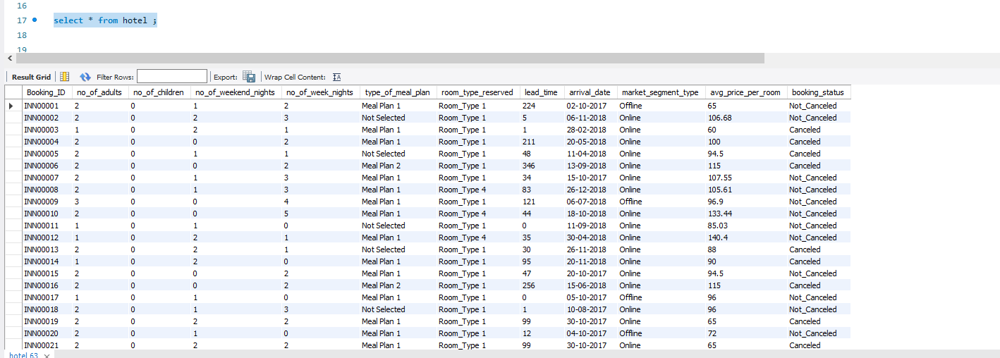 16
17 select * from hotel ;
18
19
Result Grid Filter Rows: Export: Wrap Cell Content:
Booking_ID no_of_adults no_of_children no_of_weekend_nights no_of_week_nights type_of_meal_plan room_type_reserved lead_time arrival_date market_segment_type avg_price_per_room booking_status
INN00001 2 0 1 2 Meal Plan 1 Room_Type 1 224 02-10-2017 Offline 65 Not_Canceled
INN00002 2 0 2 3 Not Selected Room_Type 1 5 06-11-2018 Online 106.68 Not_Canceled
INN00003 1 0 2 1 Meal Plan 1 Room_Type 1 1 28-02-2018 Online 60 Canceled
INN00004 2 0 0 2 Meal Plan 1 Room_Type 1 211 20-05-2018 Online 100 Canceled
INN00005 2 0 1 1 Not Selected Room_Type 1 48 11-04-2018 Online 94.5 Canceled
INN00006 2 0 0 2 Meal Plan 2 Room_Type 1 346 13-09-2018 Online 115 Canceled
INN00007 2 0 1 3 Meal Plan 1 Room_Type 1 34 15-10-2017 Online 107.55 Not_Canceled
INN00008 2 0 1 3 Meal Plan 1 Room_Type 4 83 26-12-2018 Online 105.61 Not_Canceled
INN00009 3 0 0 4 Meal Plan 1 Room_Type 1 121 06-07-2018 Offline 96.9 Not_Canceled
INN00010 2 0 0 5 Meal Plan 1 Room_Type 4 44 18-10-2018 Online 133.44 Not_Canceled
INN00011 1 0 1 0 Not Selected Room_Type 1 0 11-09-2018 Online 85.03 Not_Canceled
INN00012 1 0 2 1 Meal Plan 1 Room_Type 4 35 30-04-2018 Online 140.4 Not_Canceled
INN00013 2 0 2 1 Not Selected Room_Type 1 30 26-11-2018 Online 88 Canceled
INN00014 1 0 2 0 Meal Plan 1 Room_Type 1 95 20-11-2018 Online 90 Canceled
INN00015 2 0 0 2 Meal Plan 1 Room_Type 1 47 20-10-2017 Online 94.5 Not_Canceled
INN00016 2 0 0 2 Meal Plan 2 Room_Type 1 256 15-06-2018 Online 115 Canceled
INN00017 1 0 1 0 Meal Plan 1 Room_Type 1 0 05-10-2017 Offline 96 Not_Canceled
INN00018 2 0 1 3 Not Selected Room_Type 1 1 10-08-2017 Online 96 Not_Canceled
INN00019 2 0 2 2 Meal Plan 1 Room_Type 1 99 30-10-2017 Online 65 Canceled
INN00020 2 0 1 0 Meal Plan 1 Room_Type 1 12 04-10-2017 Offline 72 Not_Canceled
INN00021 2 0 2 2 Meal Plan 1 Room_Type 1 99 30-10-2017 Online 65 Canceled
hotel 63